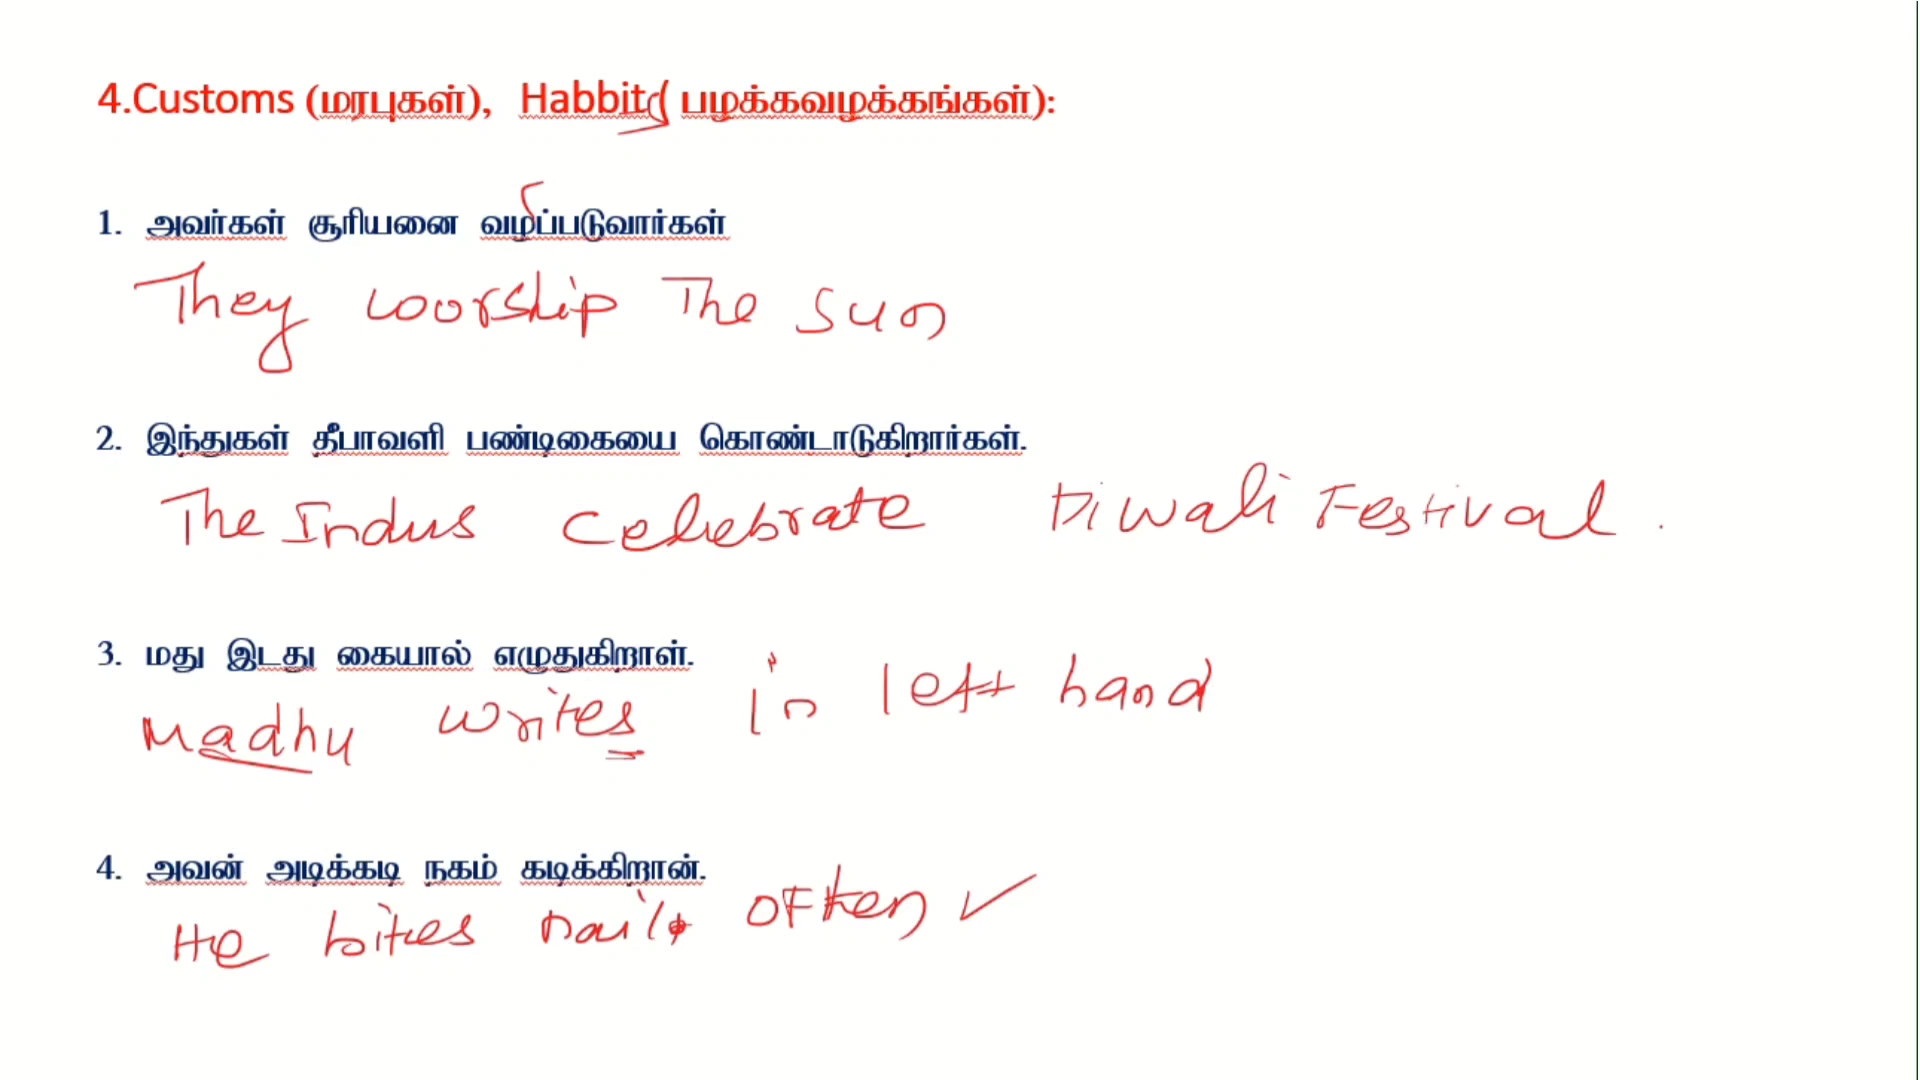 4.Customs (மரபுகள்), Habbits( பழக்கவழக்கங்கள்):
1. அவர்கள் சூரியனை வழிப்படுவார்கள்
They worship The Sun
2. இந்துகள் தீபாவளி பண்டிகையை கொண்டாடுகிறார்கள்.
The Indus Celebrate Diwali Festival .
3. மது இடது கையால் எழுதுகிறாள்.
Madhu writes in left hand
4. அவன் அடிக்கடி நகம் கடிக்கிறான்.
He bites nails often ✓